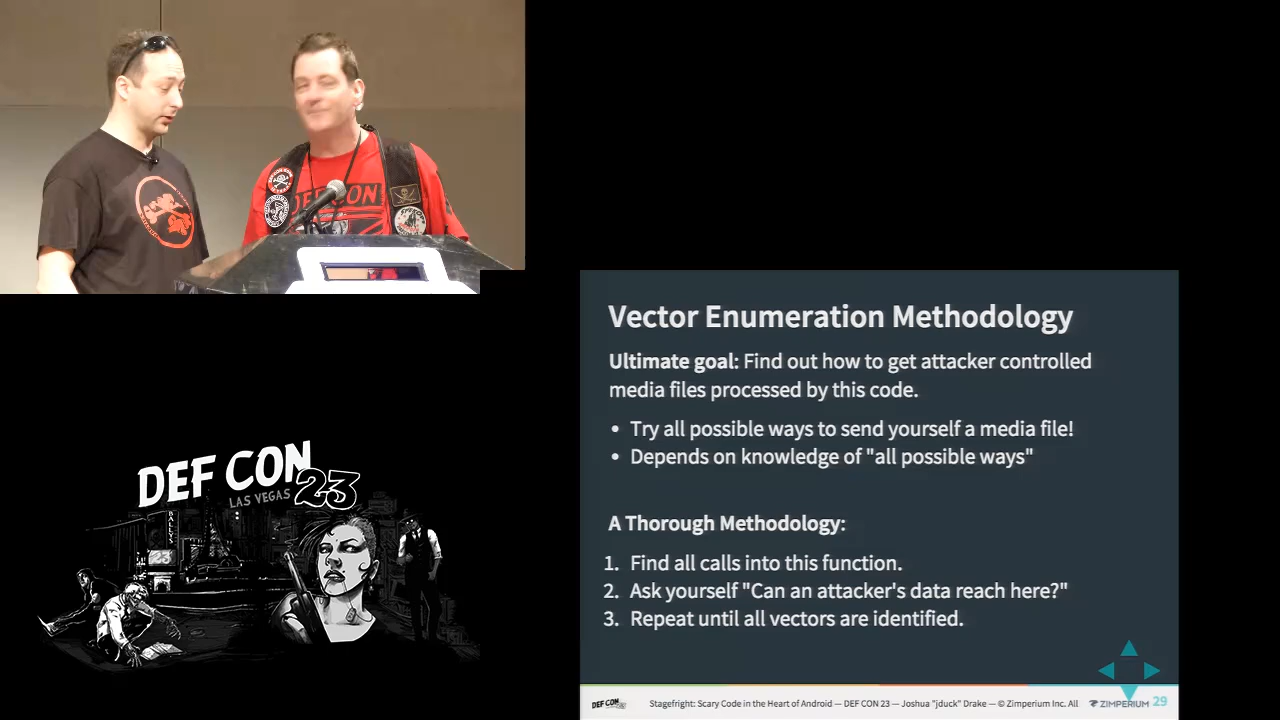 DEF CON
DEF CON
23
LAS VEGAS
BALLYS
23
Vector Enumeration Methodology
Ultimate goal: Find out how to get attacker controlled
media files processed by this code.
• Try all possible ways to send yourself a media file!
• Depends on knowledge of "all possible ways"
A Thorough Methodology:
1. Find all calls into this function.
2. Ask yourself "Can an attacker's data reach here?"
3. Repeat until all vectors are identified.
DEF CON
Stagefright: Scary Code in the Heart of Android — DEF CON 23 — Joshua "jduck" Drake — © Zimperium Inc. All
ZIMPERIUM
29